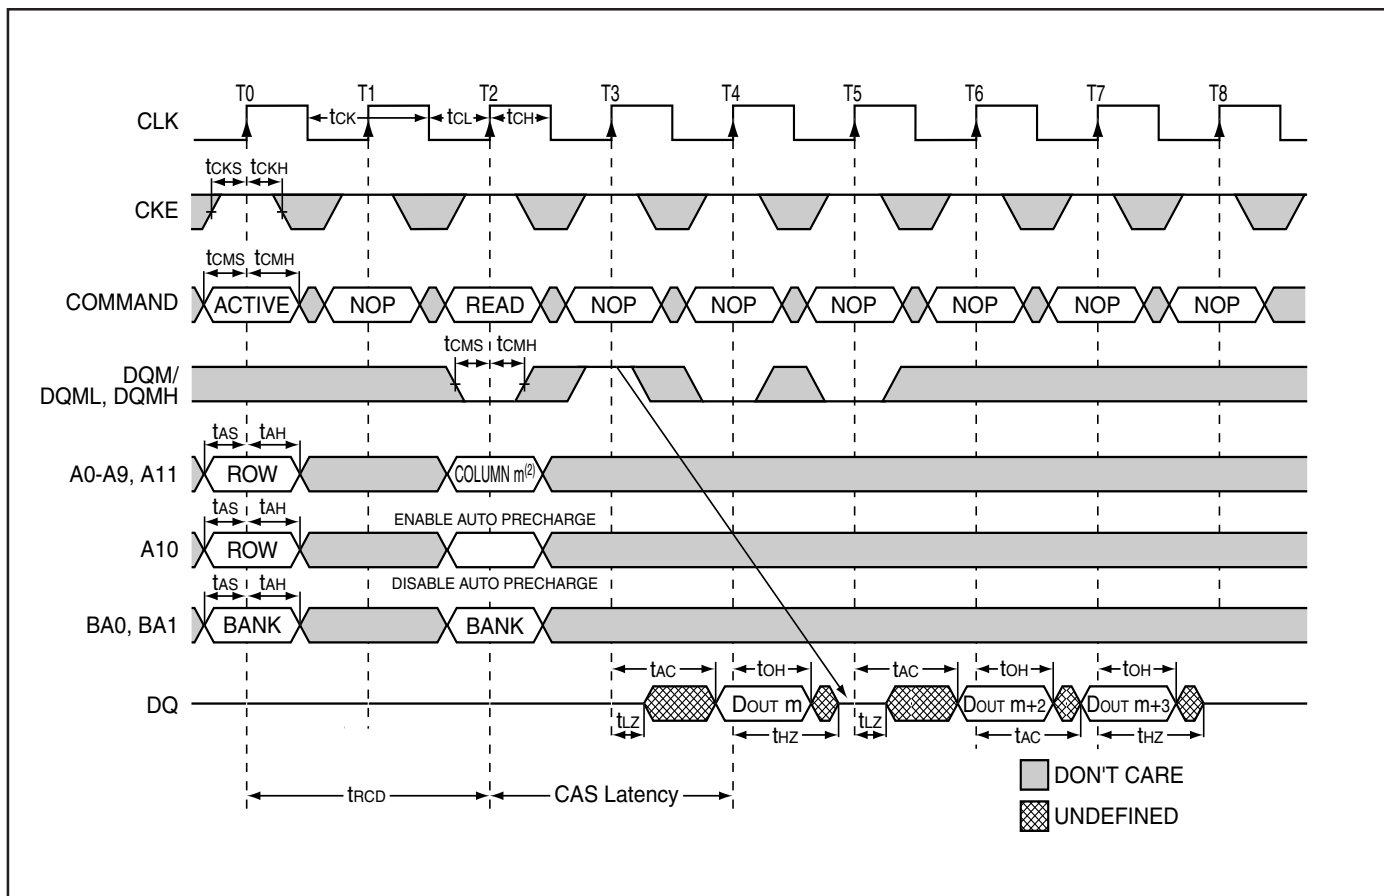 T0 T1 T2 T3 T4 T5 T6 T7 T8
CLK tCK tCL tCH
tCKS tCKH
CKE
tCMS tCMH
COMMAND ACTIVE NOP READ NOP NOP NOP NOP NOP NOP
tCMS tCMH
DQM/
DQML, DQMH
tAS tAH
A0-A9, A11 ROW COLUMN m(2)
tAS tAH ENABLE AUTO PRECHARGE
A10 ROW
tAS tAH DISABLE AUTO PRECHARGE
BA0, BA1 BANK BANK
tAC tOH tAC tOH tOH
DQ DOUT m DOUT m+2 DOUT m+3
tLZ tHZ tLZ tAC tHZ
DON'T CARE
tRCD CAS Latency
UNDEFINED